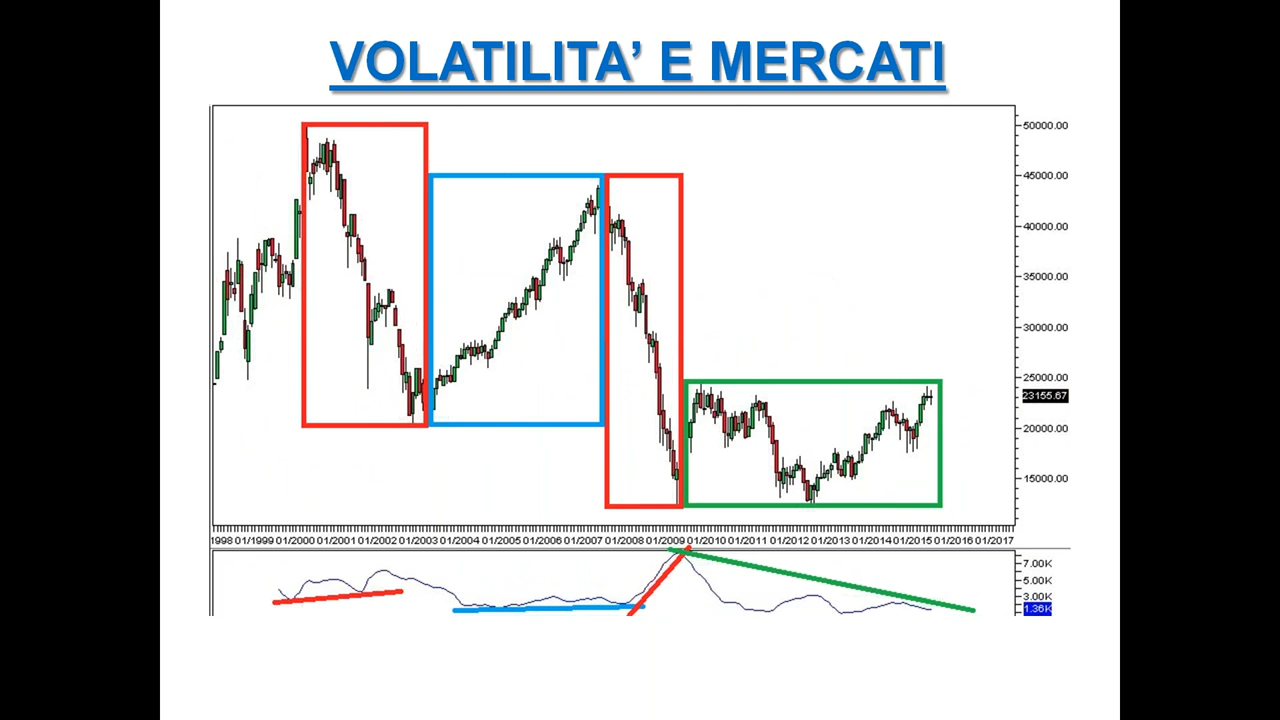 VOLATILITA’ E MERCATI
50000.00
45000.00
40000.00
35000.00
30000.00
25000.00
23155.67
20000.00
15000.00
1998 01/1999 01/2000 01/2001 01/2002 01/2003 01/2004 01/2005 01/2006 01/2007 01/2008 01/2009 01/2010 01/2011 01/2012 01/2013 01/2014 01/2015 01/2016 01/2017
7.00K
5.00K
3.00K
1.36K